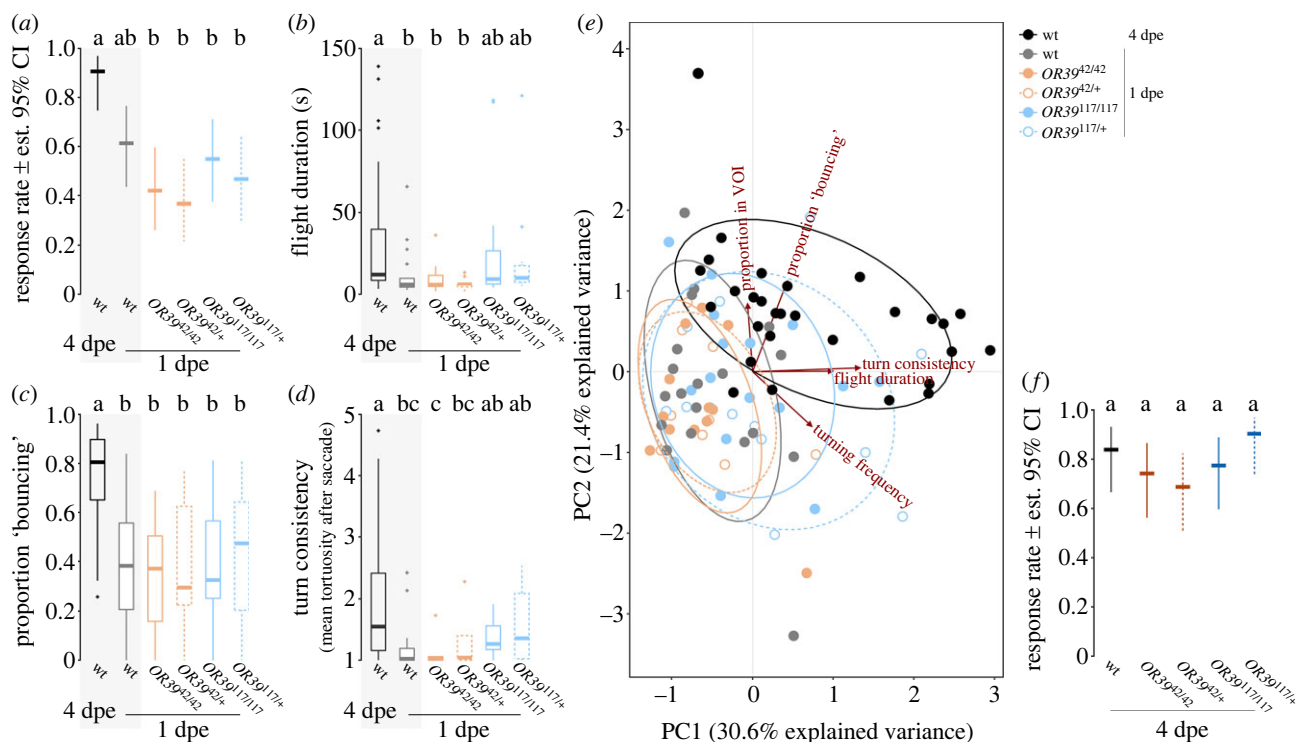 (a)
a ab b b b b
response rate ± est. 95% CI
1.0
0.8
0.6
0.4
0.2
0
wt wt OR39^42/42 OR39^42/+ OR39^117/117 OR39^117/+
4 dpe 1 dpe
(b)
a b b b ab ab
flight duration (s)
150
100
50
0
wt wt OR39^42/42 OR39^42/+ OR39^117/117 OR39^117/+
4 dpe 1 dpe
(c)
a b b b b b
proportion ‘bouncing’
1.0
0.8
0.6
0.4
0.2
0
wt wt OR39^42/42 OR39^42/+ OR39^117/117 OR39^117/+
4 dpe 1 dpe
(d)
a bc c bc ab ab
turn consistency
(mean tortuosity after saccade)
5
4
3
2
1
wt wt OR39^42/42 OR39^42/+ OR39^117/117 OR39^117/+
4 dpe 1 dpe
(e)
PC2 (21.4% explained variance)
4
3
2
1
0
−1
−2
−3
proportion in VOI
proportion ‘bouncing’
turn consistency
flight duration
turning frequency
−1 0 1 2 3
PC1 (30.6% explained variance)
wt 4 dpe
wt
OR39^42/42
OR39^42/+
OR39^117/117
OR39^117/+
1 dpe
(f)
a a a a a
response rate ± est. 95% CI
1.0
0.8
0.6
0.4
0.2
0
wt OR39^42/42 OR39^42/+ OR39^117/117 OR39^117/+
4 dpe